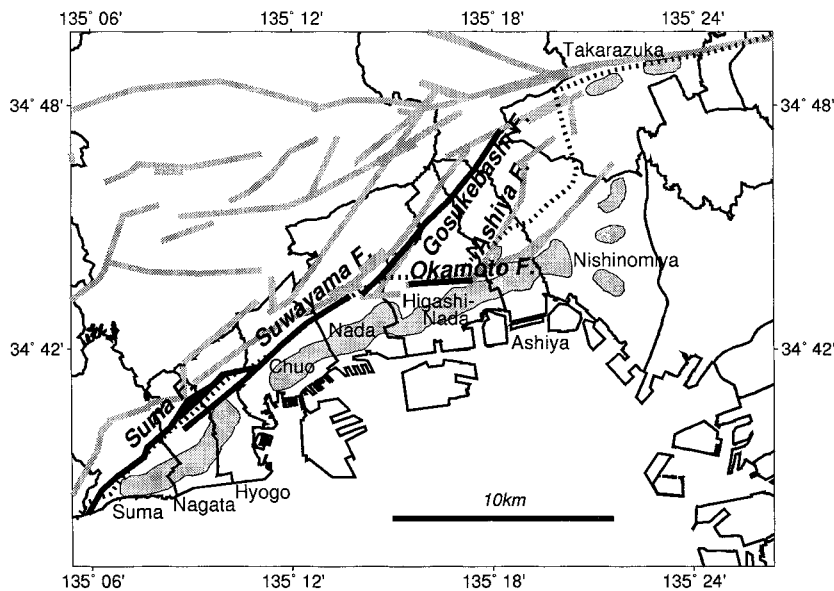 135° 06'
135° 12'
135° 18'
135° 24'
Takarazuka
34° 48'
34° 48'
Gosukebashi F.
Ashiya F.
Suwayama F.
Okamoto F.
Nishinomiya
Higashi-
Nada
Nada
34° 42'
Ashiya
34° 42'
Chuo
Suma F.
10km
Hyogo
Nagata
Suma
135° 06'
135° 12'
135° 18'
135° 24'